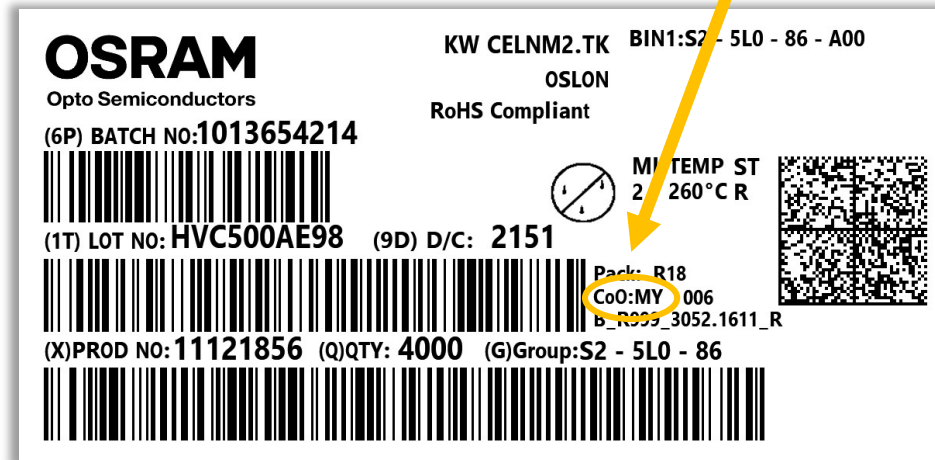 OSRAM
Opto Semiconductors
KW CELNM2.TK
BIN1:S2 - 5L0 - 86 - A00
OSLON
RoHS Compliant
(6P) BATCH NO:1013654214
TEMP ST
2 260°C R
(1T) LOT NO: HVC500AE98 (9D) D/C: 2151
Pack: R18
CoO:MY 006
B_R999_3052.1611_R
(X)PROD NO:11121856 (Q)QTY: 4000 (G)Group:S2 - 5L0 - 86